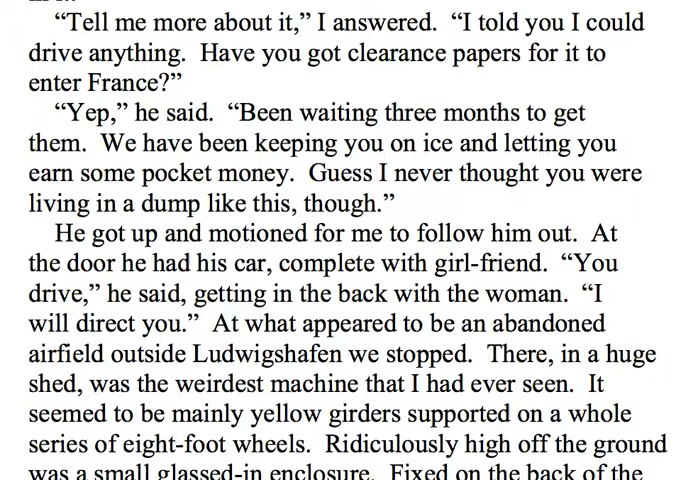 “Tell me more about it,” I answered.  “I told you I could
drive anything.  Have you got clearance papers for it to
enter France?”
“Yep,” he said.  “Been waiting three months to get
them.  We have been keeping you on ice and letting you
earn some pocket money.  Guess I never thought you were
living in a dump like this, though.”
He got up and motioned for me to follow him out.  At
the door he had his car, complete with girl-friend.  “You
drive,” he said, getting in the back with the woman.  “I
will direct you.”  At what appeared to be an abandoned
airfield outside Ludwigshafen we stopped.  There, in a huge
shed, was the weirdest machine that I had ever seen.  It
seemed to be mainly yellow girders supported on a whole
series of eight-foot wheels.  Ridiculously high off the ground
was a small glassed-in enclosure.  Fixed on the back of the